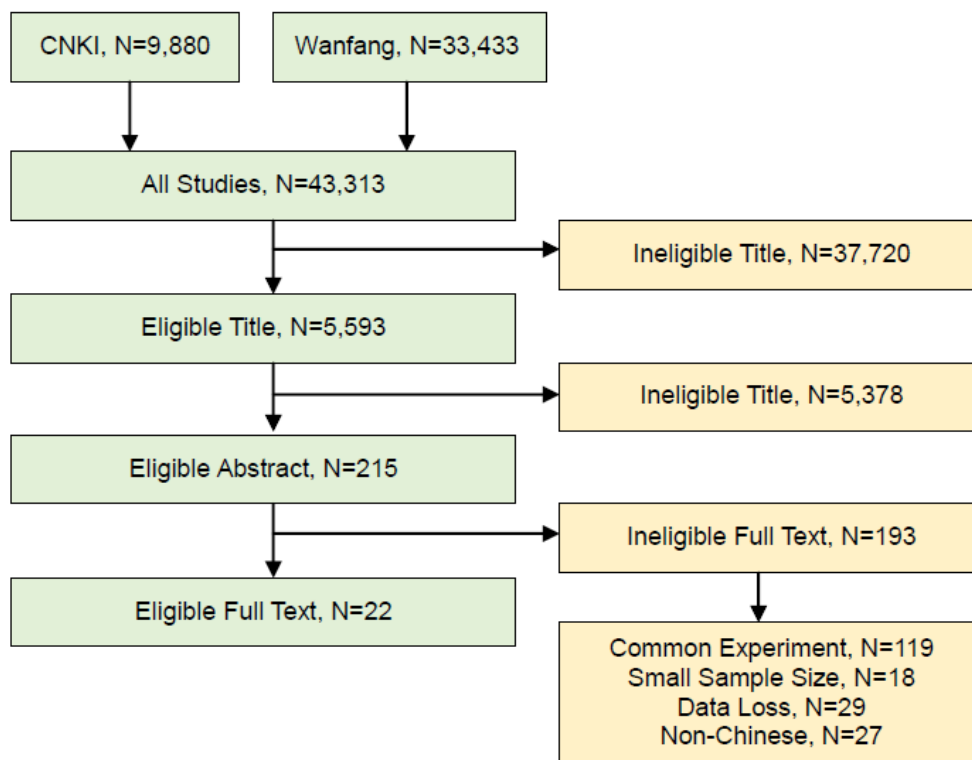 CNKI, N=9,880
Wanfang, N=33,433
All Studies, N=43,313
Ineligible Title, N=37,720
Eligible Title, N=5,593
Ineligible Title, N=5,378
Eligible Abstract, N=215
Ineligible Full Text, N=193
Eligible Full Text, N=22
Common Experiment, N=119
Small Sample Size, N=18
Data Loss, N=29
Non-Chinese, N=27